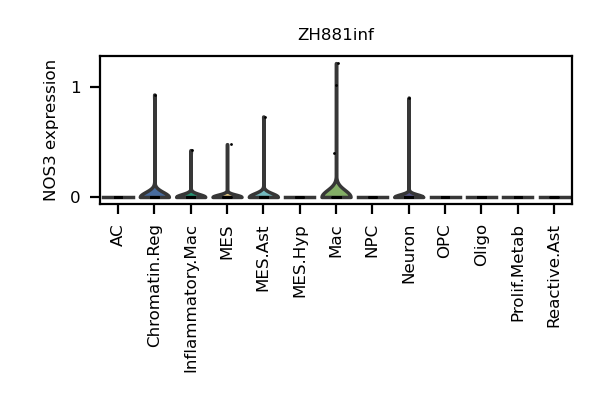 ZH881inf
NOS3 expression
1
0
AC
Chromatin.Reg
Inflammatory.Mac
MES
MES.Ast
MES.Hyp
Mac
NPC
Neuron
OPC
Oligo
Prolif.Metab
Reactive.Ast